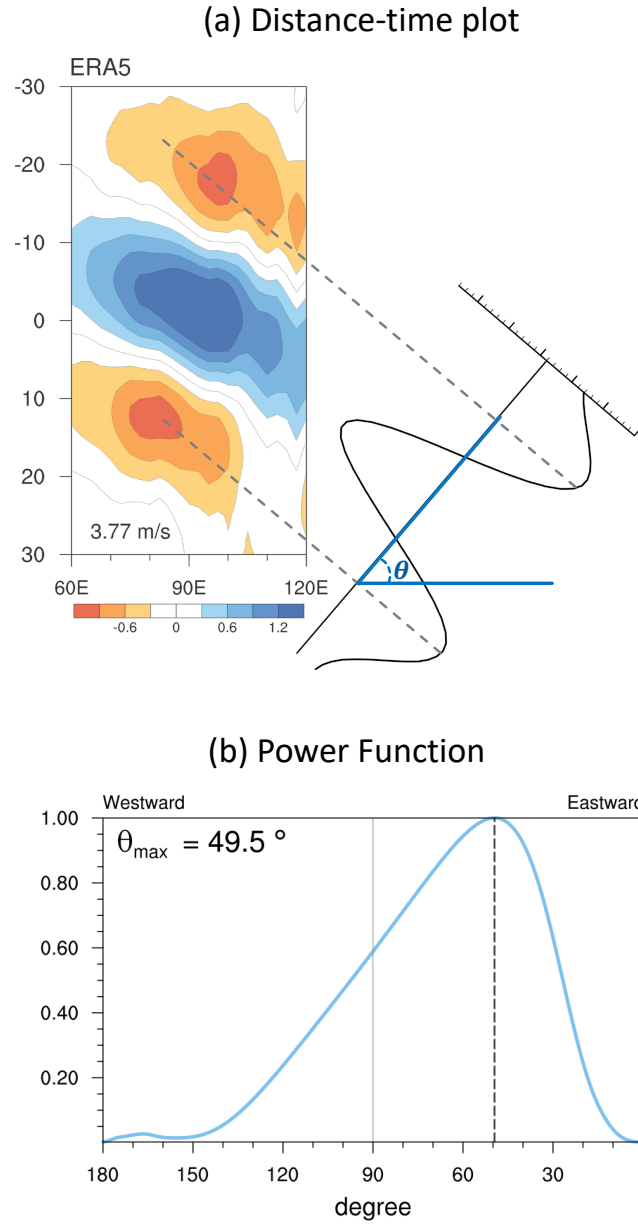 (a) Distance-time plot
ERA5
-30
-20
-10
0
10
20
30
3.77 m/s
60E 90E 120E
-0.6 0 0.6 1.2
θ
(b) Power Function
Westward Eastward
θmax = 49.5 °
1.00
0.80
0.60
0.40
0.20
180 150 120 90 60 30
degree